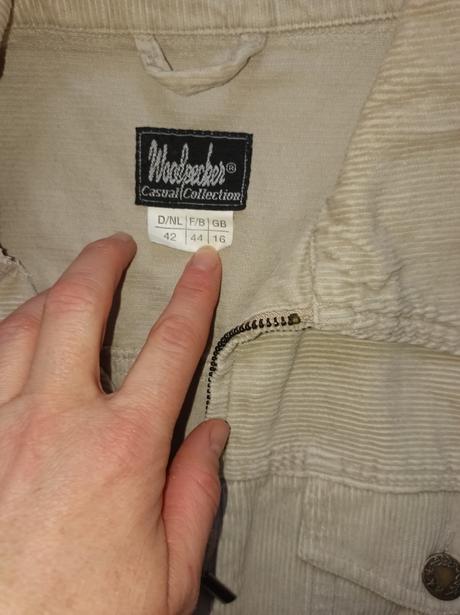 Woodpecker®
Casual Collection
D/NL F/B GB
42 44 16